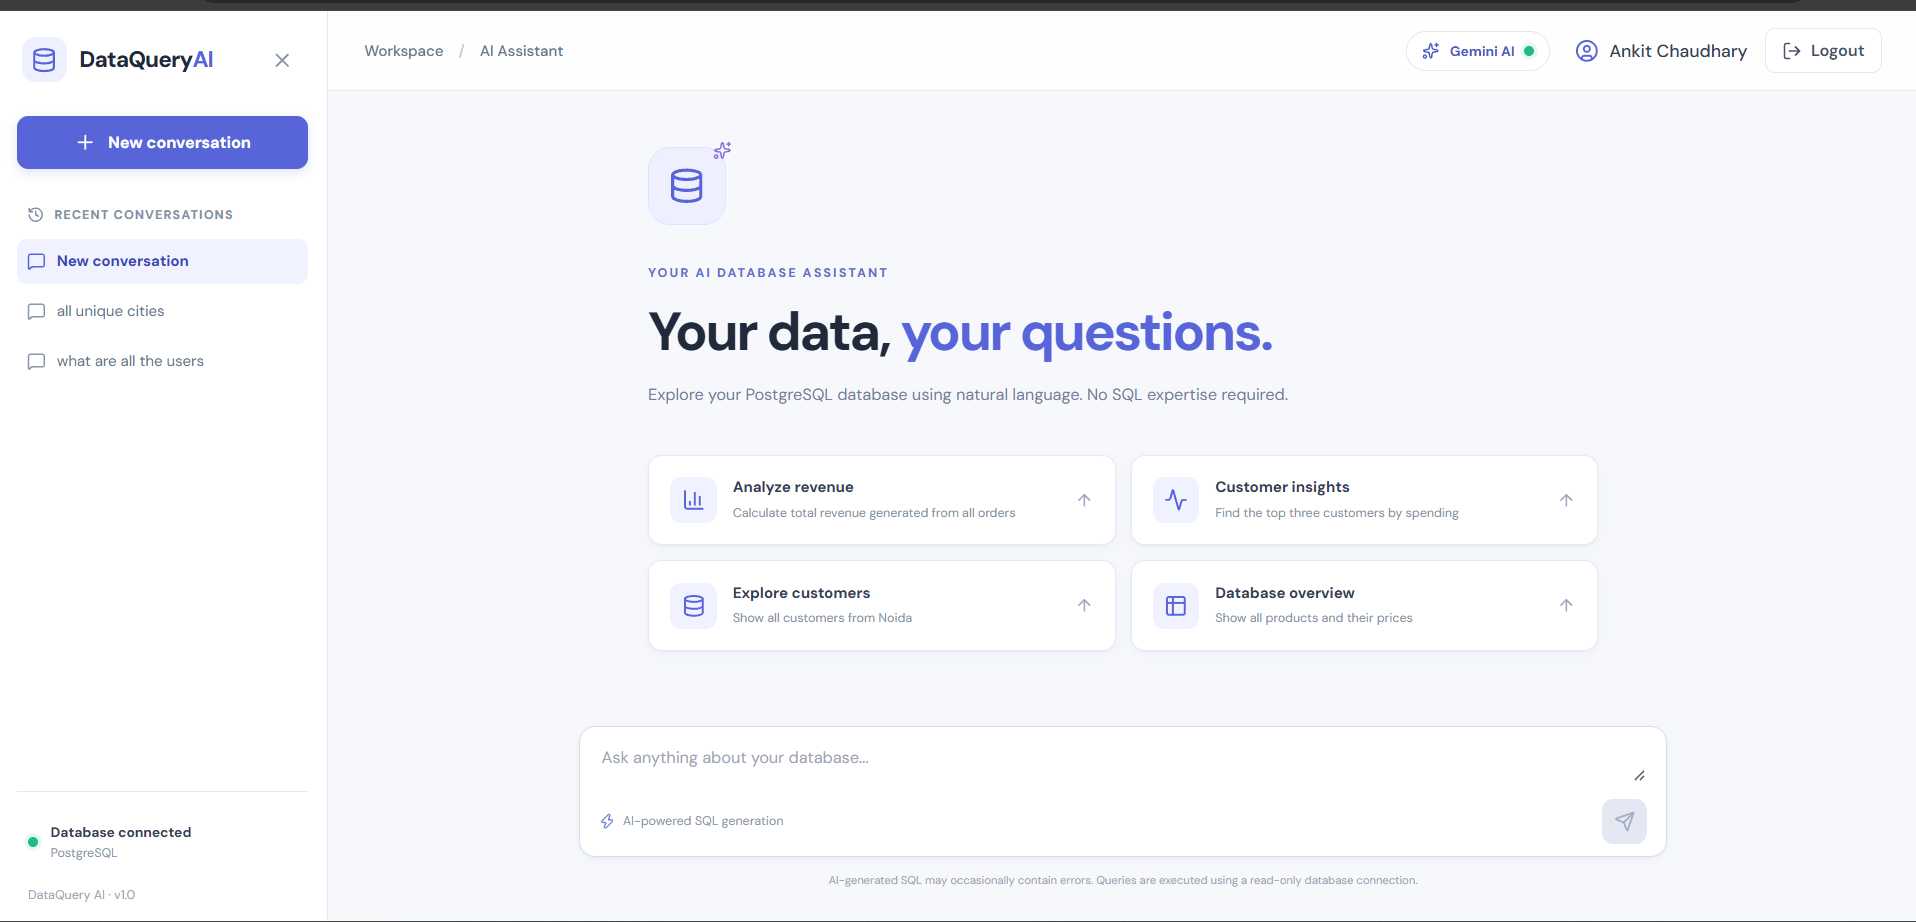 DataQueryAI
New conversation
RECENT CONVERSATIONS
New conversation
all unique cities
what are all the users
Database connected
PostgreSQL
DataQuery AI · v1.0
Workspace / AI Assistant
Gemini AI
Ankit Chaudhary
Logout
YOUR AI DATABASE ASSISTANT
Your data, your questions.
Explore your PostgreSQL database using natural language. No SQL expertise required.
Analyze revenue
Calculate total revenue generated from all orders
Customer insights
Find the top three customers by spending
Explore customers
Show all customers from Noida
Database overview
Show all products and their prices
Ask anything about your database...
AI-powered SQL generation
AI-generated SQL may occasionally contain errors. Queries are executed using a read-only database connection.